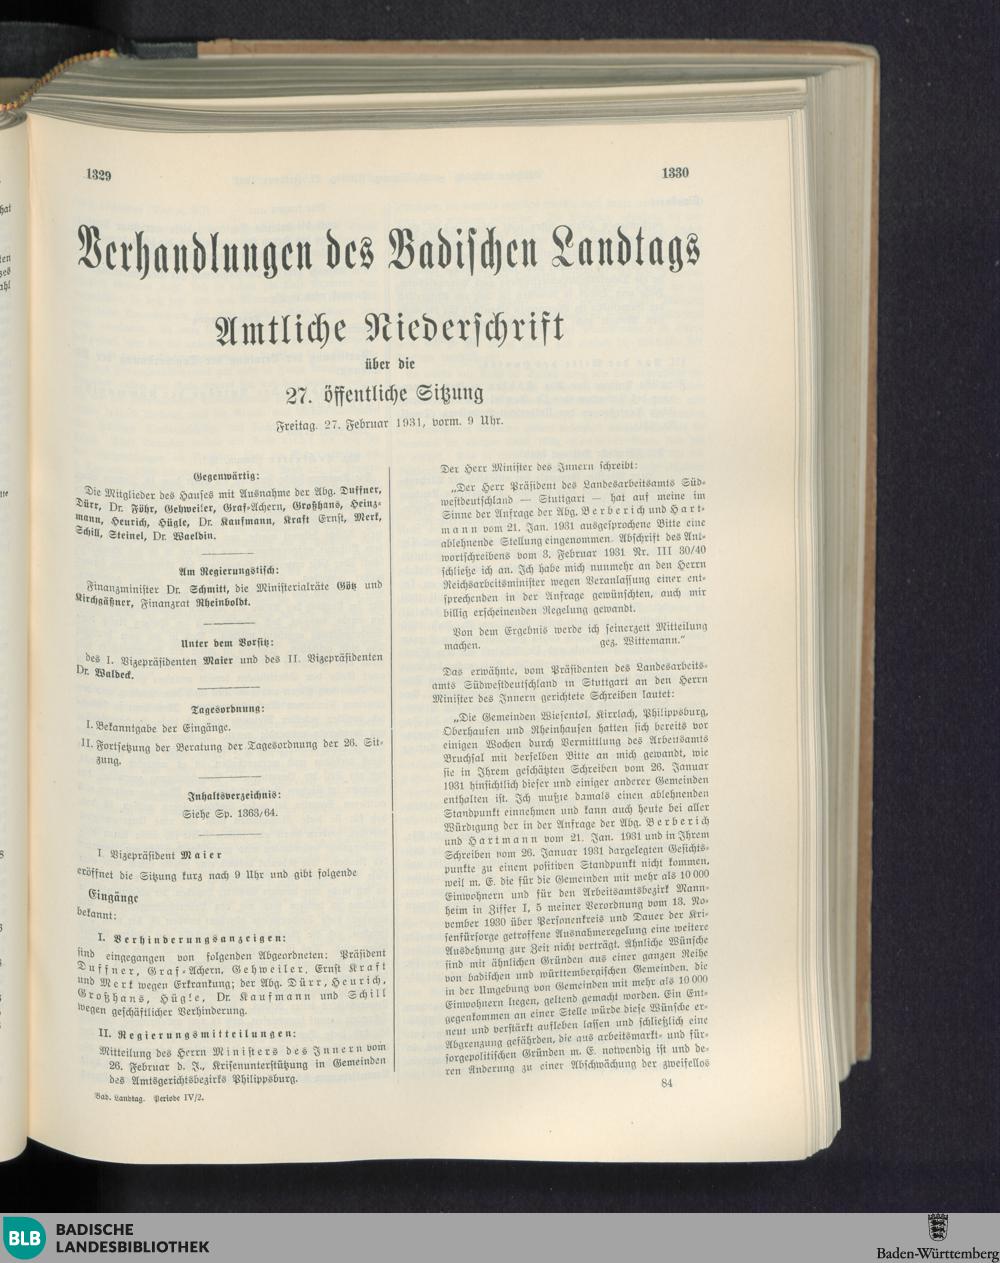 1329
1330
Verhandlungen des Badischen Landtags
Amtliche Niederschrift
über die
27. öffentliche Sitzung
Freitag, 27. Februar 1931, vorm. 9 Uhr.
Gegenwärtig:
Die Mitglieder des Hauses mit Ausnahme der Abg. Duffner,
Dürr, Dr. Föhr, Gehweiler, Graf-Achern, Großhans, Heinz-
mann, Heurich, Hügle, Dr. Kaufmann, Kraft Ernst, Merk,
Schill, Steinel, Dr. Waeldin.
Am Regierungstisch:
Finanzminister Dr. Schmitt, die Ministerialräte Götz und
Kirchgäßner, Finanzrat Rheinboldt.
Unter dem Vorsitz:
des I. Vizepräsidenten Maier und des II. Vizepräsidenten
Dr. Waldeck.
Tagesordnung:
I. Bekanntgabe der Eingänge.
II. Fortsetzung der Beratung der Tagesordnung der 26. Sit-
zung.
Inhaltsverzeichnis:
Siehe Sp. 1363/64.
I. Vizepräsident Maier
eröffnet die Sitzung kurz nach 9 Uhr und gibt folgende
Eingänge
bekannt:
I. Verhinderungsanzeigen:
sind eingegangen von folgenden Abgeordneten: Präsident
Duffner, Graf-Achern, Gehweiler, Ernst Kraft
und Merk wegen Erkrankung; der Abg. Dürr, Heurich,
Großhans, Hügle, Dr. Kaufmann und Schill
wegen geschäftlicher Verhinderung.
II. Regierungsmitteilungen:
Mitteilung des Herrn Ministers des Innern vom
26. Februar d. J., Krisenunterstützung in Gemeinden
des Amtsgerichtsbezirks Philippsburg.
Bad. Landtag. Periode IV/2.
Der Herr Minister des Innern schreibt:
„Der Herr Präsident des Landesarbeitsamts Süd-
westdeutschland — Stuttgart — hat auf meine im
Sinne der Anfrage der Abg. Berberich und Hart-
mann vom 21. Jan. 1931 ausgesprochene Bitte eine
ablehnende Stellung eingenommen. Abschrift des Ant-
wortschreibens vom 3. Februar 1931 Nr. III 30/40
schließe ich an. Ich habe mich nunmehr an den Herrn
Reichsarbeitsminister wegen Veranlassung einer ent-
sprechenden in der Anfrage gewünschten, auch mir
billig erscheinenden Regelung gewandt.
Von dem Ergebnis werde ich seinerzeit Mitteilung
machen. gez. Wittemann.“
Das erwähnte, vom Präsidenten des Landesarbeits-
amts Südwestdeutschland in Stuttgart an den Herrn
Minister des Innern gerichtete Schreiben lautet:
„Die Gemeinden Wiesental, Kirrlach, Philippsburg,
Oberhausen und Rheinhausen hatten sich bereits vor
einigen Wochen durch Vermittlung des Arbeitsamts
Bruchsal mit derselben Bitte an mich gewandt, wie
sie in Ihrem geschätzten Schreiben vom 26. Januar
1931 hinsichtlich dieser und einiger anderer Gemeinden
enthalten ist. Ich mußte damals einen ablehnenden
Standpunkt einnehmen und kann auch heute bei aller
Würdigung der in der Anfrage der Abg. Berberich
und Hartmann vom 21. Jan. 1931 und in Ihrem
Schreiben vom 26. Januar 1931 dargelegten Gesichts-
punkte zu einem positiven Standpunkt nicht kommen,
weil m. E. die für die Gemeinden mit mehr als 10 000
Einwohnern und für den Arbeitsamtsbezirk Mann-
heim in Ziffer I, 5 meiner Verordnung vom 13. No-
vember 1930 über Personenkreis und Dauer der Kri-
senfürsorge getroffene Ausnahmeregelung eine weitere
Ausdehnung zur Zeit nicht verträgt. Ähnliche Wünsche
sind mit ähnlichen Gründen aus einer ganzen Reihe
von badischen und württembergischen Gemeinden, die
in der Umgebung von Gemeinden mit mehr als 10 000
Einwohnern liegen, geltend gemacht worden. Ein Ent-
gegenkommen an einer Stelle würde diese Wünsche er-
neut und verstärkt aufleben lassen und schließlich eine
Abgrenzung gefährden, die aus arbeitsmarkt- und für-
sorgepolitischen Gründen m. E. notwendig ist und de-
ren Änderung zu einer Abschwächung der zweifellos
84
BLB BADISCHE
LANDESBIBLIOTHEK
Baden-Württemberg